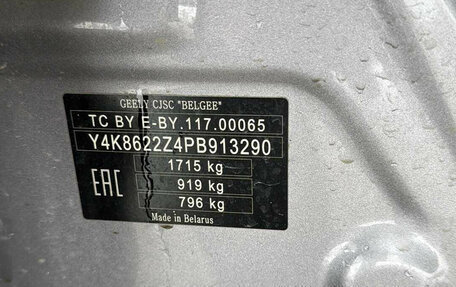 GEELY CJSC "BELGEE"
TC BY E-BY.117.00065
Y4K8622Z4PB913290
1715 kg
EAC 919 kg
796 kg
Made in Belarus